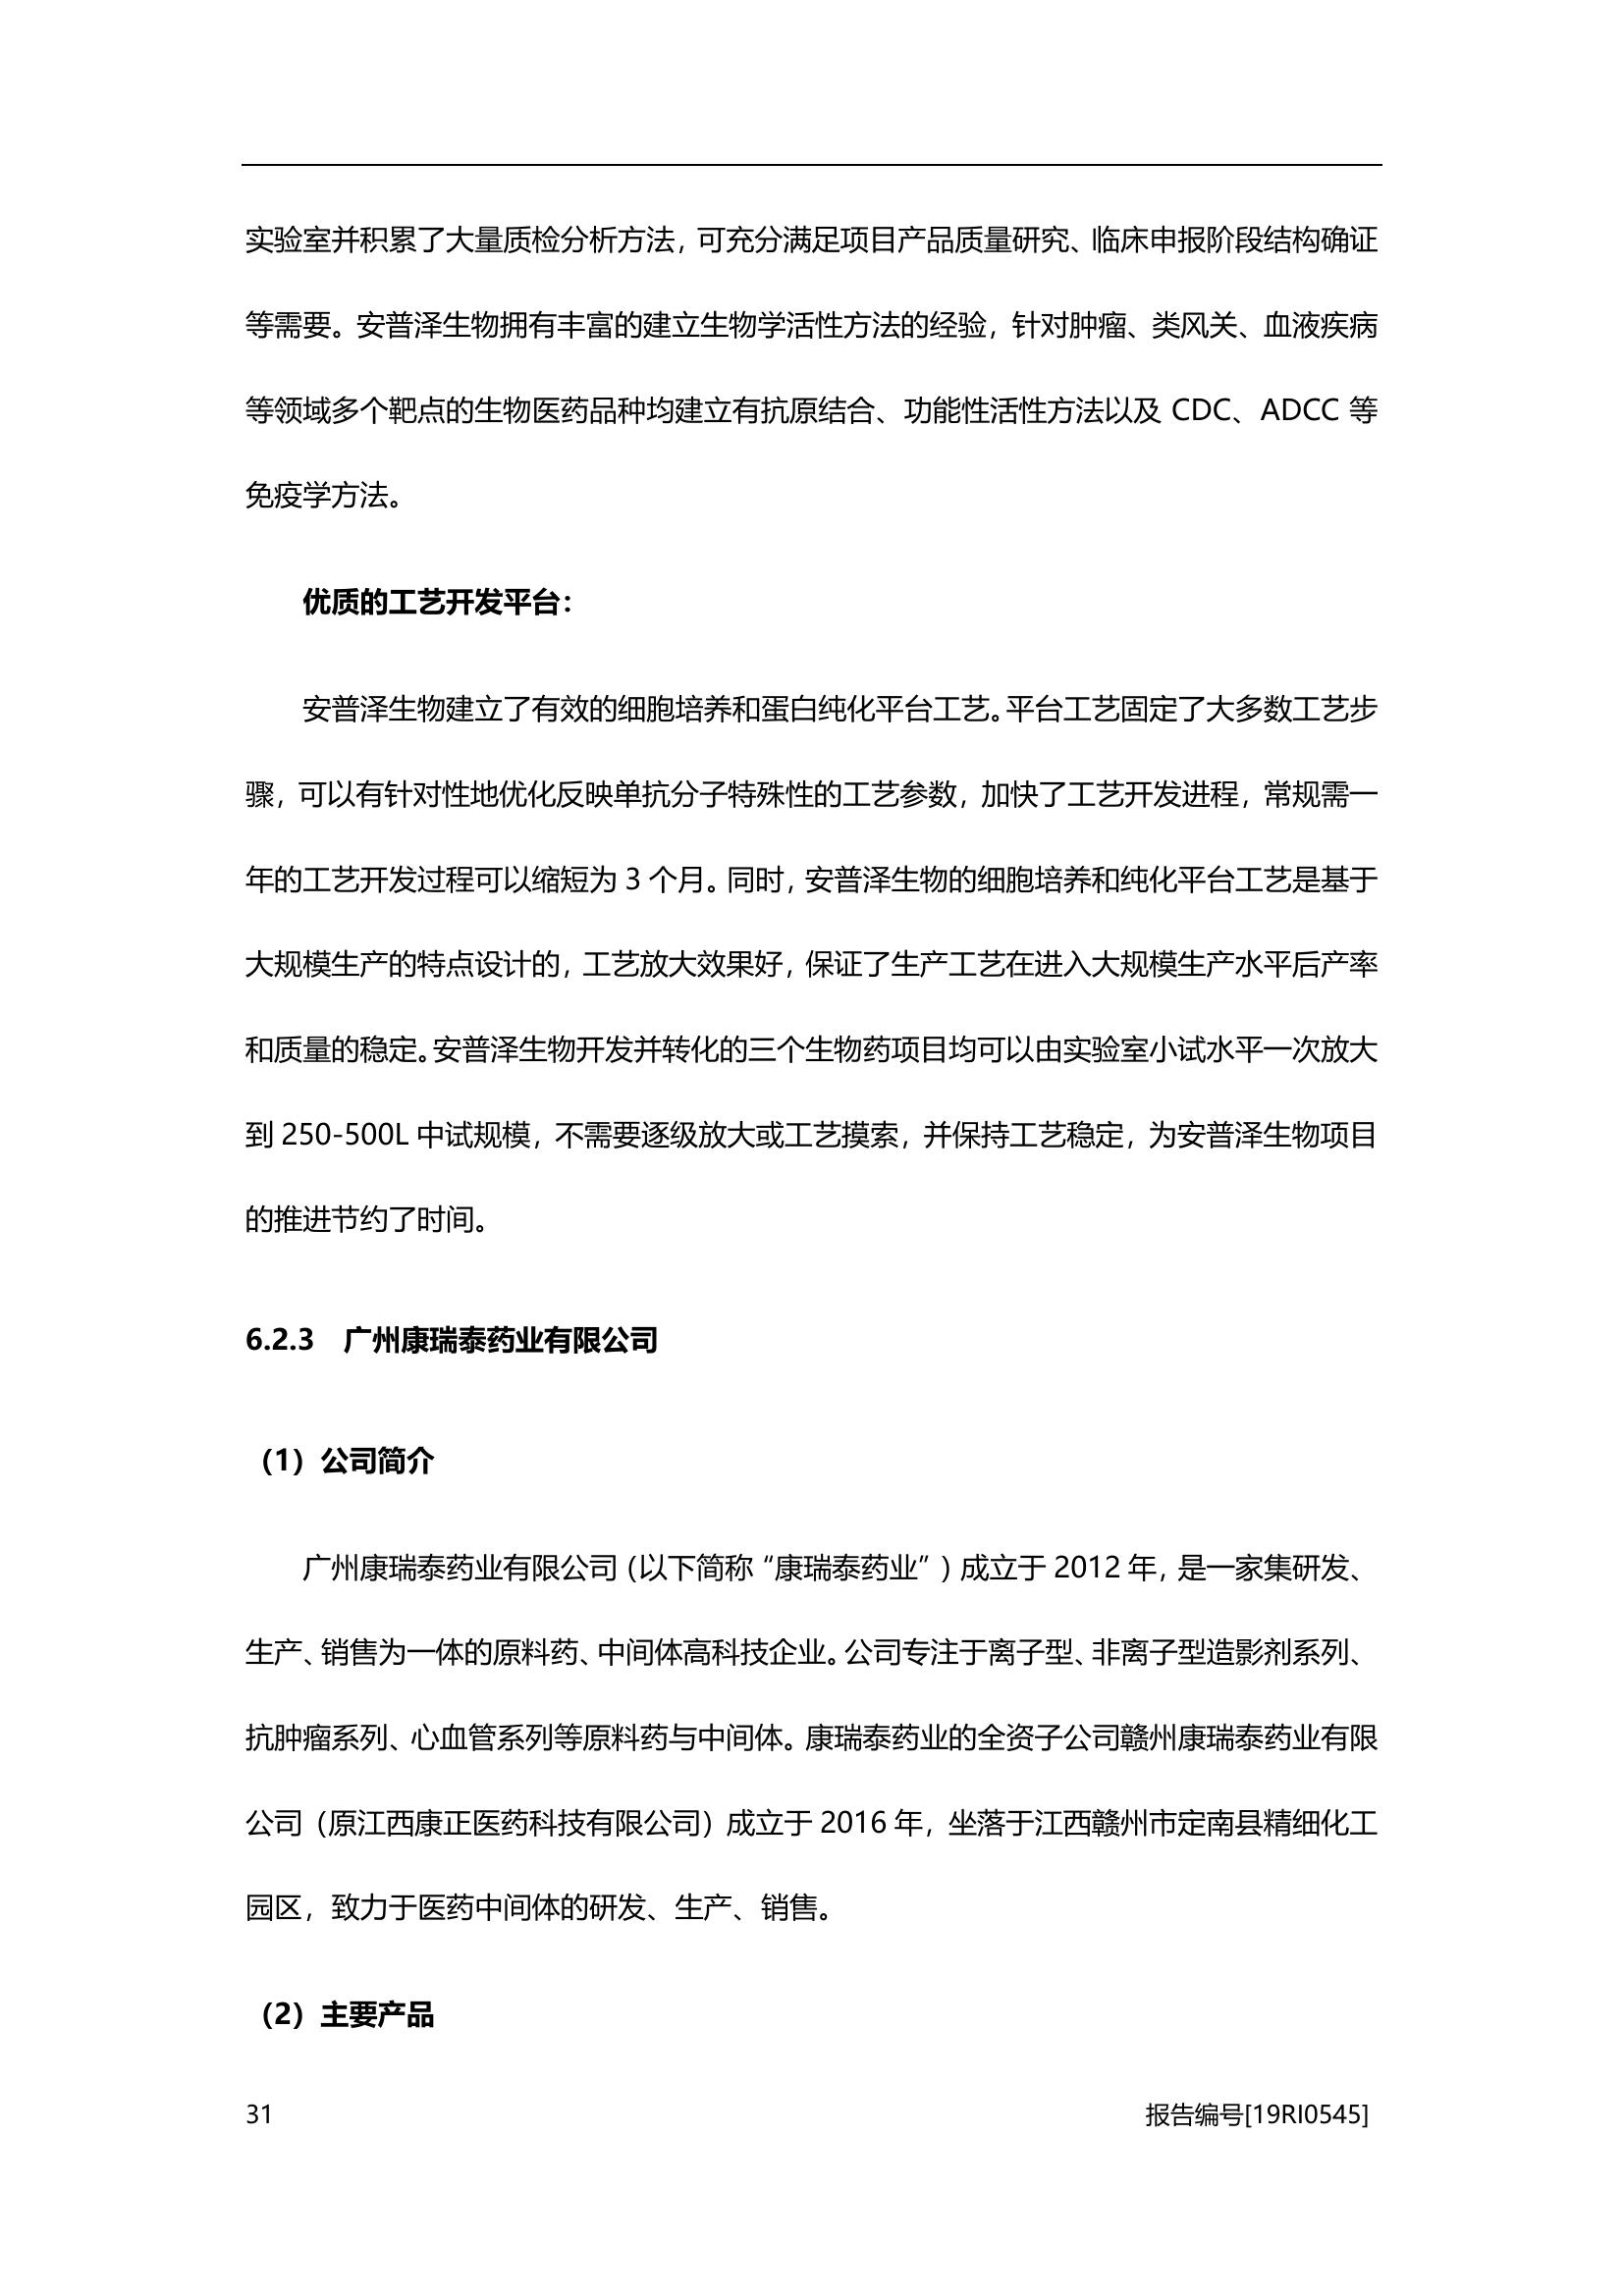 实验室并积累了大量质检分析方法，可充分满足项目产品质量研究、临床申报阶段结构确证
等需要。安普泽生物拥有丰富的建立生物学活性方法的经验，针对肿瘤、类风关、血液疾病
等领域多个靶点的生物医药品种均建立有抗原结合、功能性活性方法以及 CDC、ADCC 等
免疫学方法。
优质的工艺开发平台：
安普泽生物建立了有效的细胞培养和蛋白纯化平台工艺。平台工艺固定了大多数工艺步
骤，可以有针对性地优化反映单抗分子特殊性的工艺参数，加快了工艺开发进程，常规需一
年的工艺开发过程可以缩短为 3 个月。同时，安普泽生物的细胞培养和纯化平台工艺是基于
大规模生产的特点设计的，工艺放大效果好，保证了生产工艺在进入大规模生产水平后产率
和质量的稳定。安普泽生物开发并转化的三个生物药项目均可以由实验室小试水平一次放大
到 250-500L 中试规模，不需要逐级放大或工艺摸索，并保持工艺稳定，为安普泽生物项目
的推进节约了时间。
6.2.3 广州康瑞泰药业有限公司
（1）公司简介
广州康瑞泰药业有限公司（以下简称“康瑞泰药业”）成立于 2012 年，是一家集研发、
生产、销售为一体的原料药、中间体高科技企业。公司专注于离子型、非离子型造影剂系列、
抗肿瘤系列、心血管系列等原料药与中间体。康瑞泰药业的全资子公司赣州康瑞泰药业有限
公司（原江西康正医药科技有限公司）成立于 2016 年，坐落于江西赣州市定南县精细化工
园区，致力于医药中间体的研发、生产、销售。
（2）主要产品
31 报告编号[19RI0545]